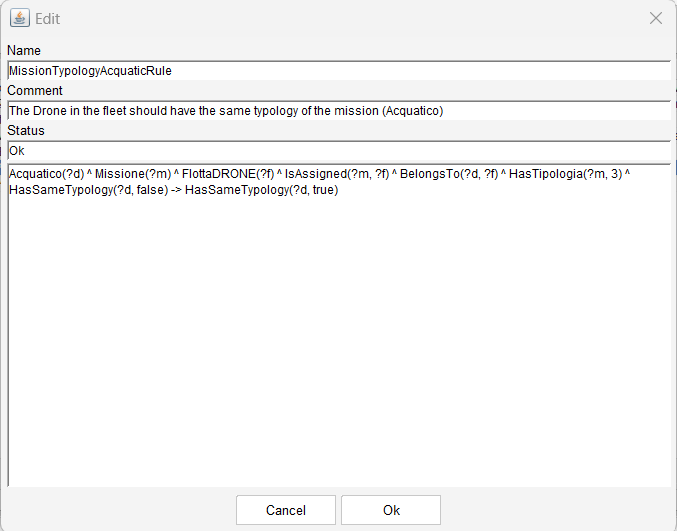 Edit
Name
MissionTypologyAcquaticRule
Comment
The Drone in the fleet should have the same typology of the mission (Acquatico)
Status
Ok
Acquatico(?d) ^ Missione(?m) ^ FlottaDRONE(?f) ^ IsAssigned(?m, ?f) ^ BelongsTo(?d, ?f) ^ HasTipologia(?m, 3) ^
HasSameTypology(?d, false) -> HasSameTypology(?d, true)
Cancel Ok